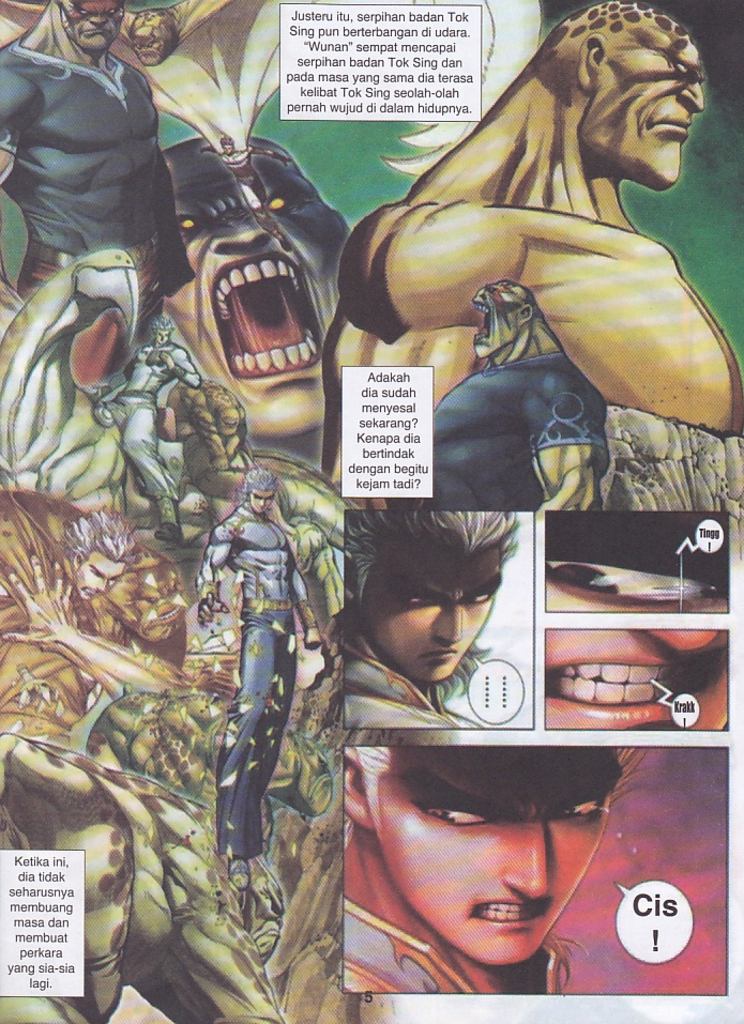 Justeru itu, serpihan badan Tok
Sing pun berterbangan di udara.
"Wunan" sempat mencapai
serpihan badan Tok Sing dan
pada masa yang sama dia terasa
kelibat Tok Sing seolah-olah
pernah wujud di dalam hidupnya.
Adakah
dia sudah
menyesal
sekarang?
Kenapa dia
bertindak
dengan begitu
kejam tadi?
Tingg
!
......
Krakk
!
Cis
!
Ketika ini,
dia tidak
seharusnya
membuang
masa dan
membuat
perkara
yang sia-sia
lagi.
5